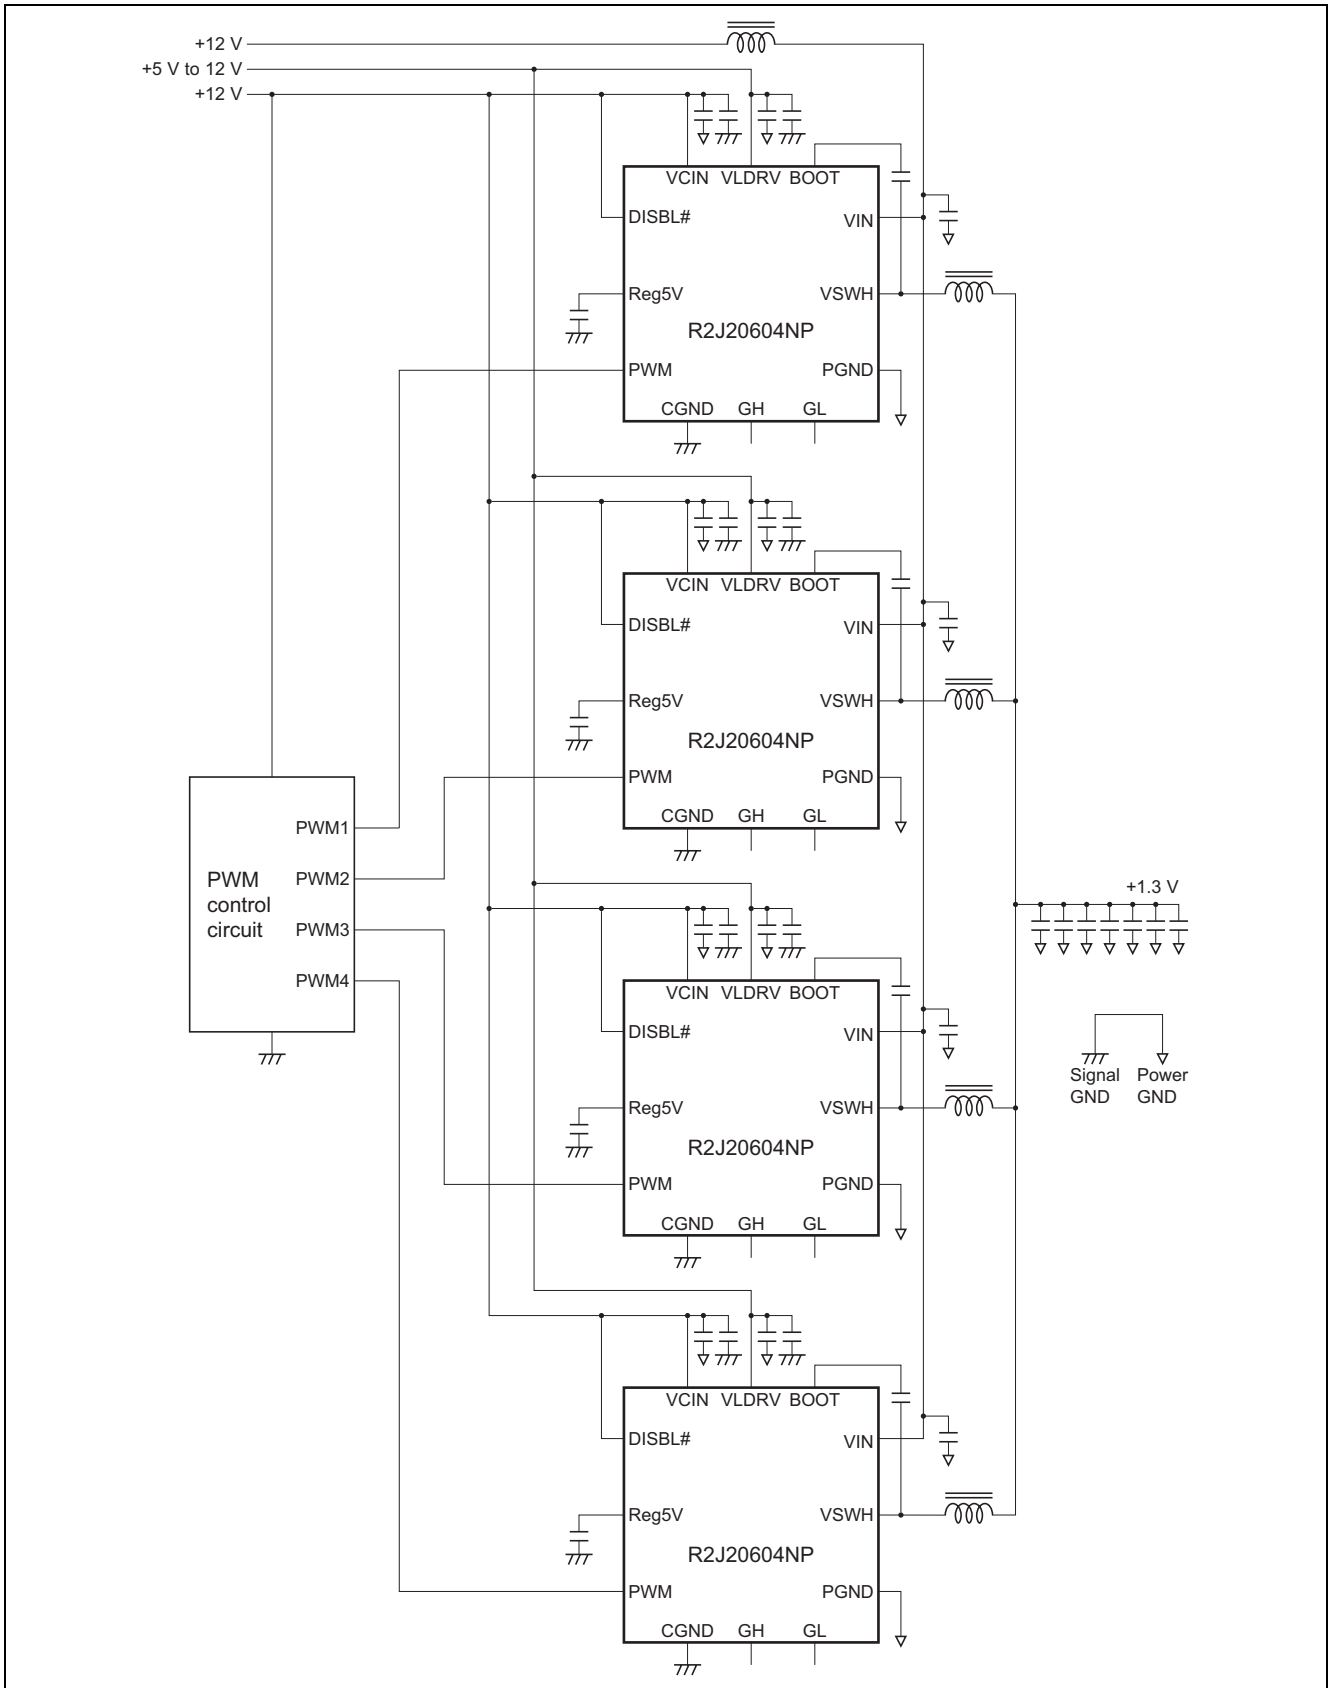 +12 V
+5 V to 12 V
+12 V
VCIN VLDRV BOOT
DISBL#
VIN
Reg5V
VSWH
R2J20604NP
PWM
PGND
CGND GH GL
VCIN VLDRV BOOT
DISBL#
VIN
Reg5V
VSWH
R2J20604NP
PWM
PGND
CGND GH GL
PWM1
PWM2
PWM3
PWM4
PWM
control
circuit
+1.3 V
VCIN VLDRV BOOT
DISBL#
VIN
Reg5V
VSWH
R2J20604NP
PWM
PGND
CGND GH GL
Signal
GND
Power
GND
VCIN VLDRV BOOT
DISBL#
VIN
Reg5V
VSWH
R2J20604NP
PWM
PGND
CGND GH GL